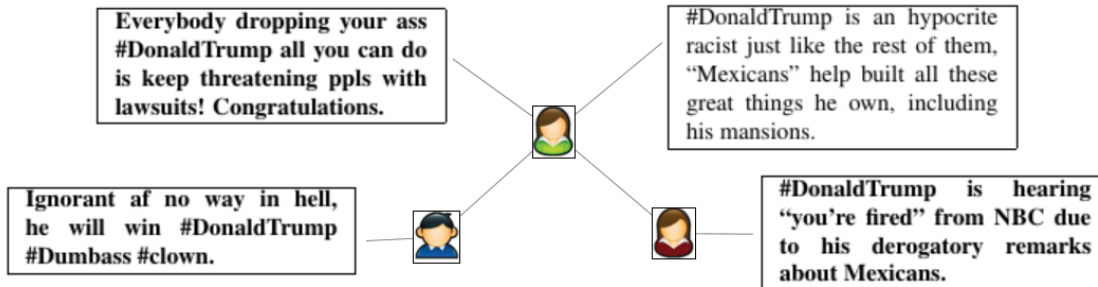 Everybody dropping your ass
#DonaldTrump all you can do
is keep threatening ppls with
lawsuits! Congratulations.
#DonaldTrump is an hypocrite
racist just like the rest of them,
“Mexicans” help built all these
great things he own, including
his mansions.
Ignorant af no way in hell,
he will win #DonaldTrump
#Dumbass #clown.
#DonaldTrump is hearing
“you're fired” from NBC due
to his derogatory remarks
about Mexicans.